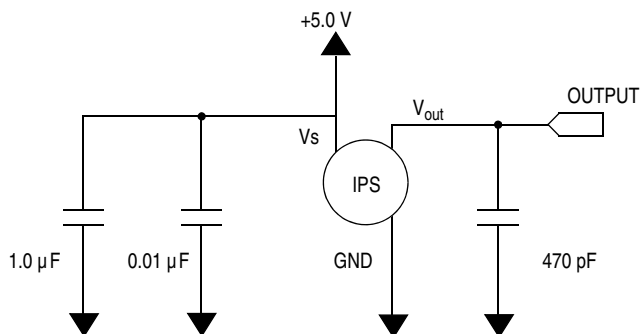 +5.0 V
OUTPUT
Vout
Vs
IPS
1.0 µF
0.01 µF
GND
470 pF